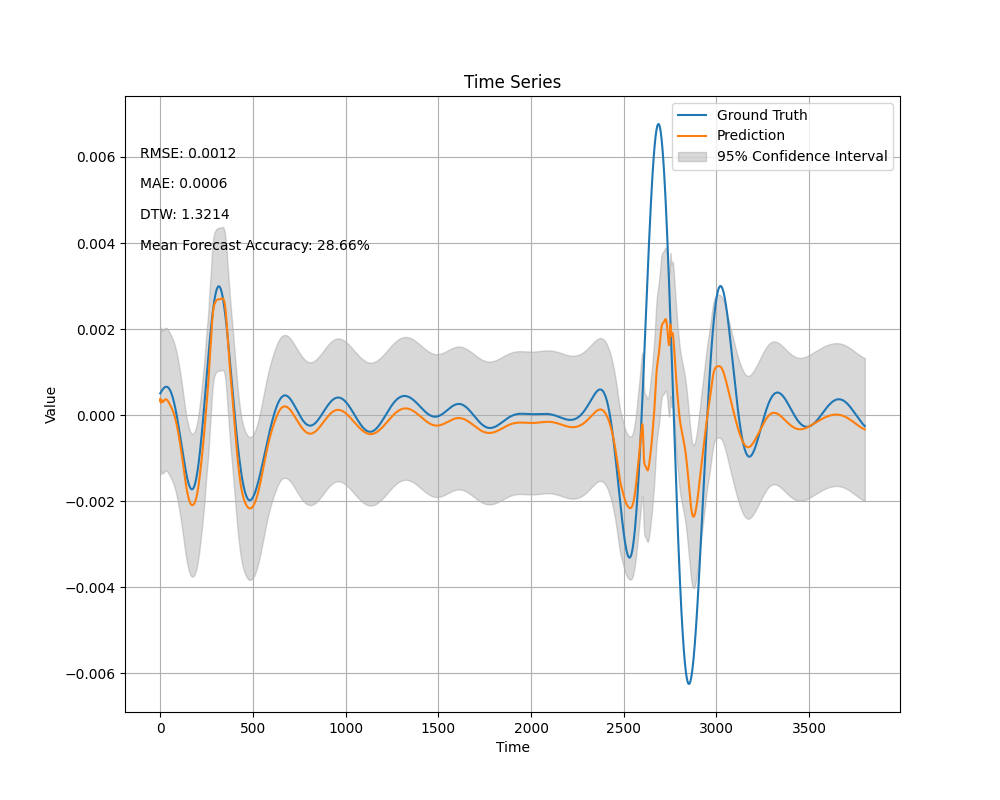 Time Series
Ground Truth
Prediction
95% Confidence Interval
RMSE: 0.0012
MAE: 0.0006
DTW: 1.3214
Mean Forecast Accuracy: 28.66%
Value
0.006
0.004
0.002
0.000
−0.002
−0.004
−0.006
0 500 1000 1500 2000 2500 3000 3500
Time